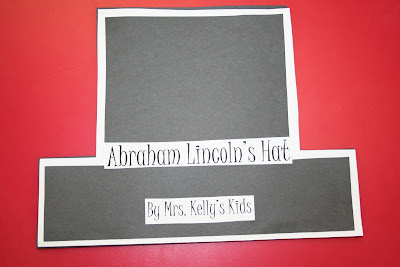 Abraham Lincoln's Hat
By Mrs. Kelly's Kids